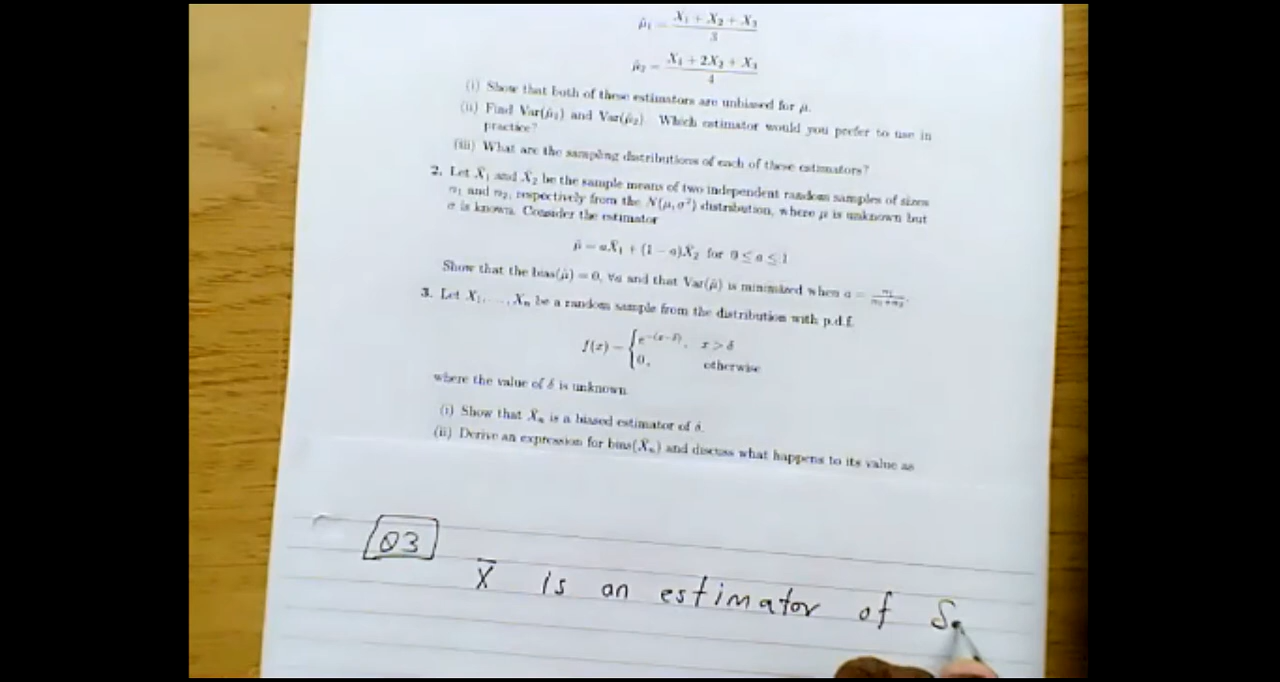 μ̂₁ = X₁ + X₂ + X₃ / 3
μ̂₂ = X₁ + 2X₂ + X₃ / 4
(i) Show that both of these estimators are unbiased for μ.
(ii) Find Var(μ̂₁) and Var(μ̂₂). Which estimator would you prefer to use in
practice?
(iii) What are the sampling distributions of each of these estimators?
2. Let X̄₁ and X̄₂ be the sample means of two independent random samples of sizes
n₁ and n₂, respectively from the N(μ, σ²) distribution, where μ is unknown but
σ is known. Consider the estimator
μ̂ = aX̄₁ + (1 − a)X̄₂ for 0 ≤ a ≤ 1
Show that the bias(μ̂) = 0, ∀a and that Var(μ̂) is minimized when a = n₁ / n₁+n₂.
3. Let X₁, . . . , Xₙ be a random sample from the distribution with p.d.f.
f(x) = { e^−(x−δ), x > δ
0, otherwise
where the value of δ is unknown.
(i) Show that X̄ₙ is a biased estimator of δ.
(ii) Derive an expression for bias(X̄ₙ) and discuss what happens to its value as
Q3
X̄ is an estimator of δ